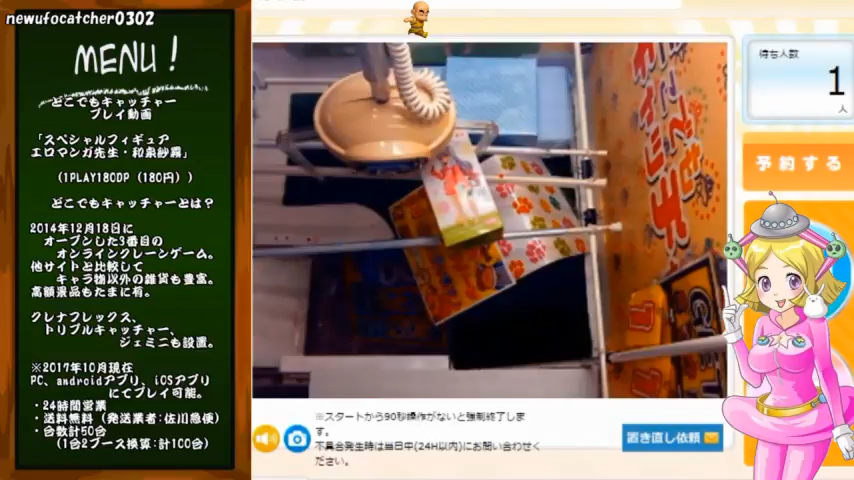 newufocatcher0302
MENU!
どこでもキャッチャー
プレイ動画
「スペシャルフィギュア
エロマンガ先生・和泉紗霧」
(1PLAY180DP (180円))
どこでもキャッチャーとは?
2014年12月18日に
オープンした3番目の
オンラインクレーンゲーム。
他サイトと比較して
キャラ物以外の雑貨も豊富。
高額景品もたまに有。
クレナフレックス、
トリプルキャッチャー、
ジェミニも設置。
※2017年10月現在
PC、androidアプリ、iOSアプリ
にてプレイ可能。
・24時間営業
・送料無料 (発送業者:佐川急便)
・台数計50台
(1台2ブース換算:計100台)
※スタートから90秒操作がないと強制終了しま
す。
不具合発生時は当日中(24H以内)にお問い合わせく
ださい。
置き直し依頼
待ち人数
1
人
予約する